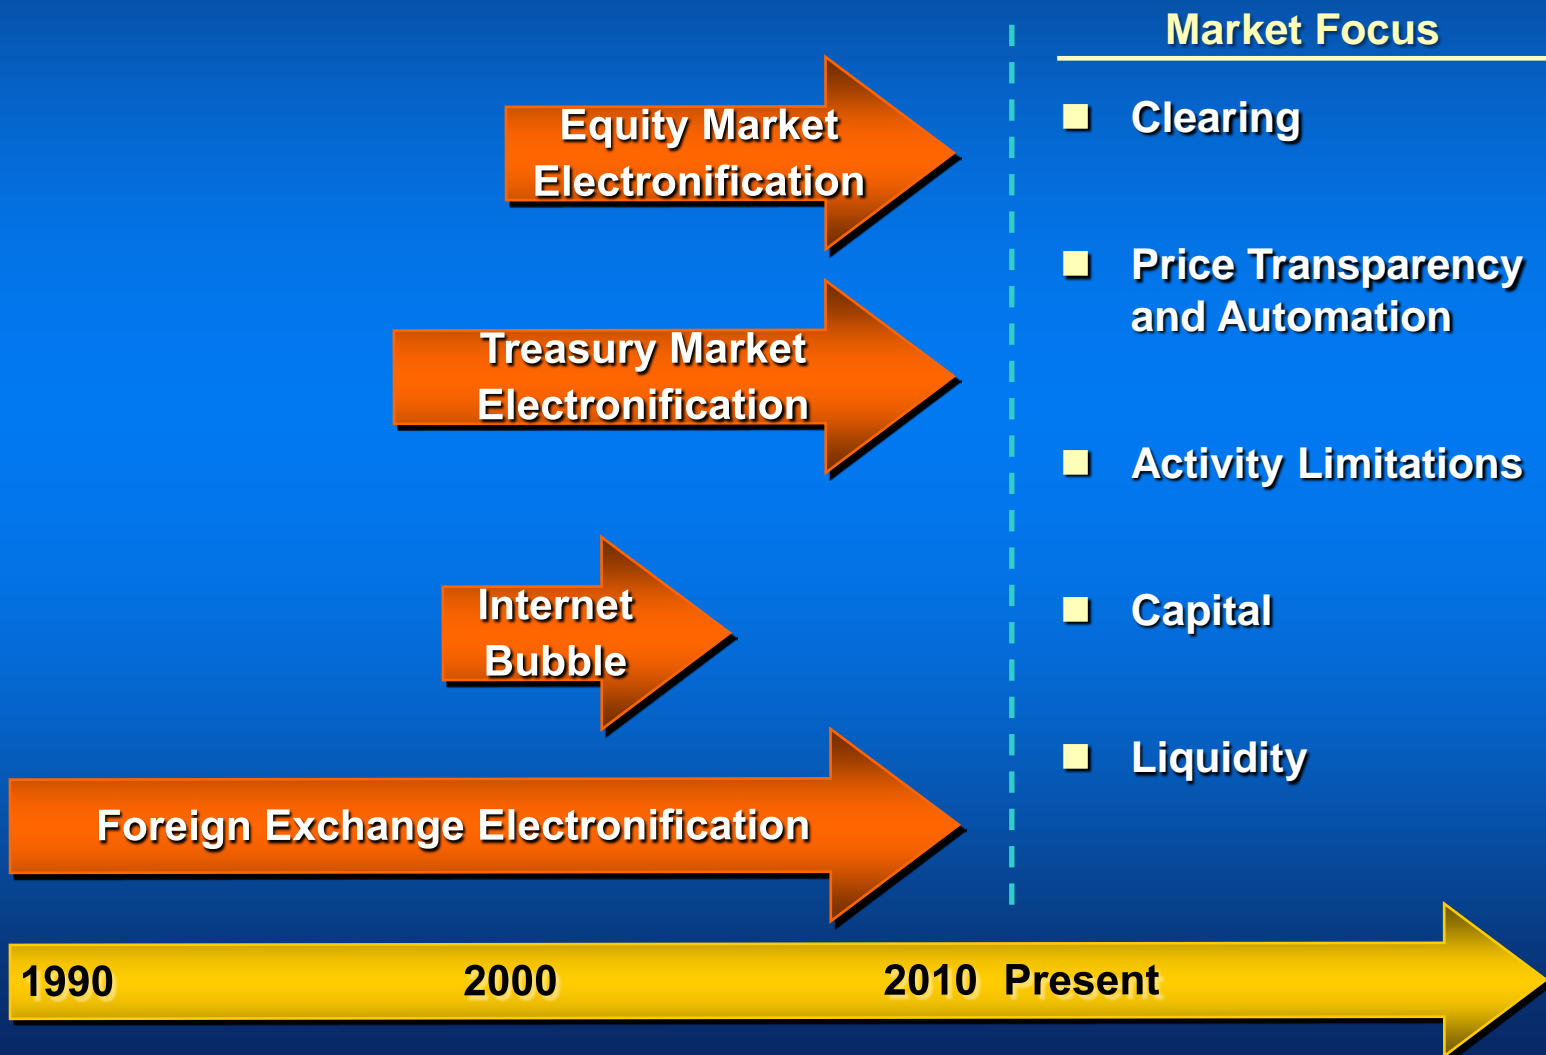 Market Focus
Equity Market
Electronification
Clearing
Price Transparency
and Automation
Treasury Market
Electronification
Activity Limitations
Internet
Bubble
Capital
Liquidity
Foreign Exchange Electronification
1990 2000 2010 Present